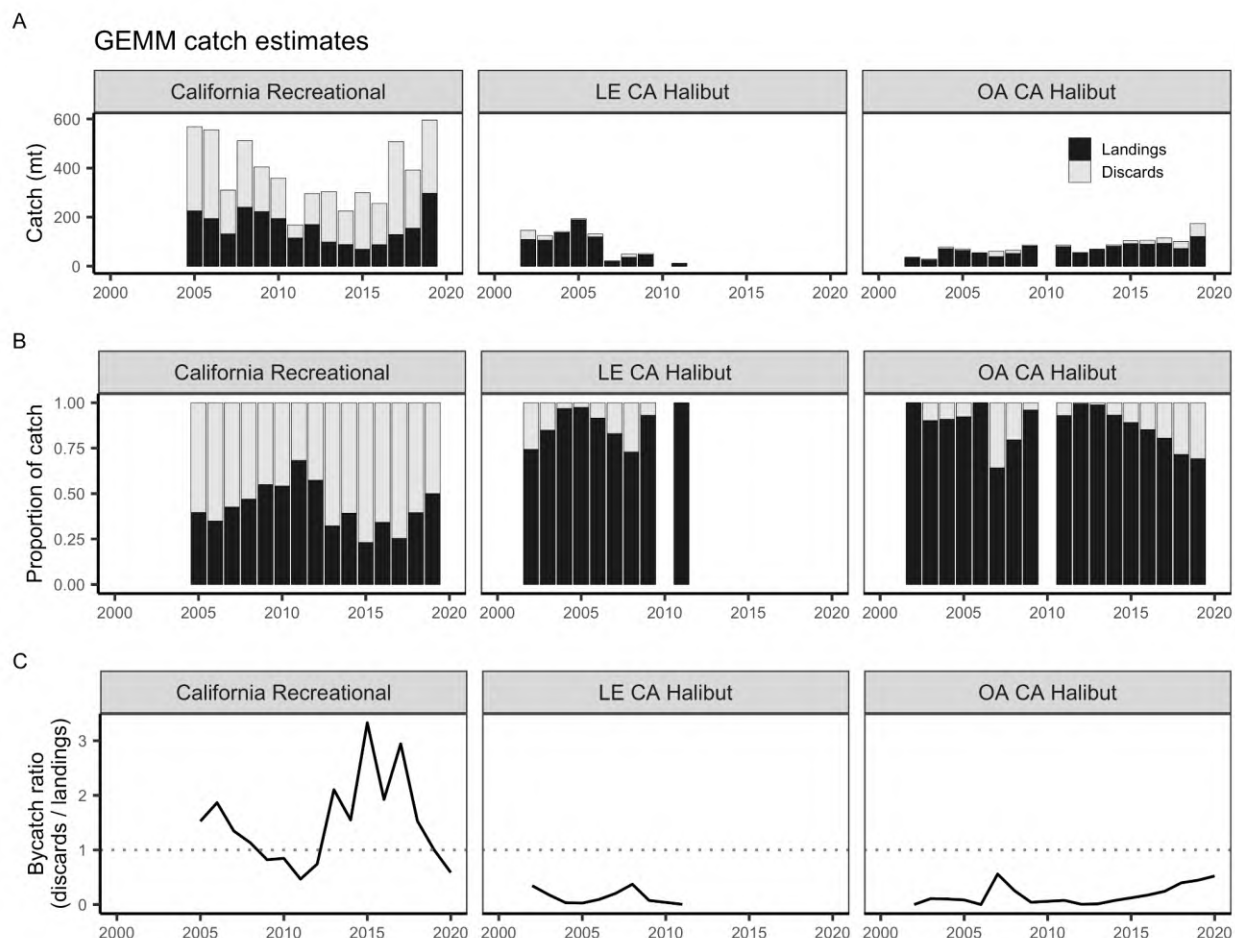 A
GEMM catch estimates
California Recreational
LE CA Halibut
OA CA Halibut
Catch (mt)
600
400
200
0
Landings
Discards
2000 2005 2010 2015 2020
2000 2005 2010 2015 2020
2000 2005 2010 2015 2020
B
California Recreational
LE CA Halibut
OA CA Halibut
Proportion of catch
1.00
0.75
0.50
0.25
0.00
2000 2005 2010 2015 2020
2000 2005 2010 2015 2020
2000 2005 2010 2015 2020
C
California Recreational
LE CA Halibut
OA CA Halibut
Bycatch ratio
(discards / landings)
3
2
1
0
2000 2005 2010 2015 2020
2000 2005 2010 2015 2020
2000 2005 2010 2015 2020